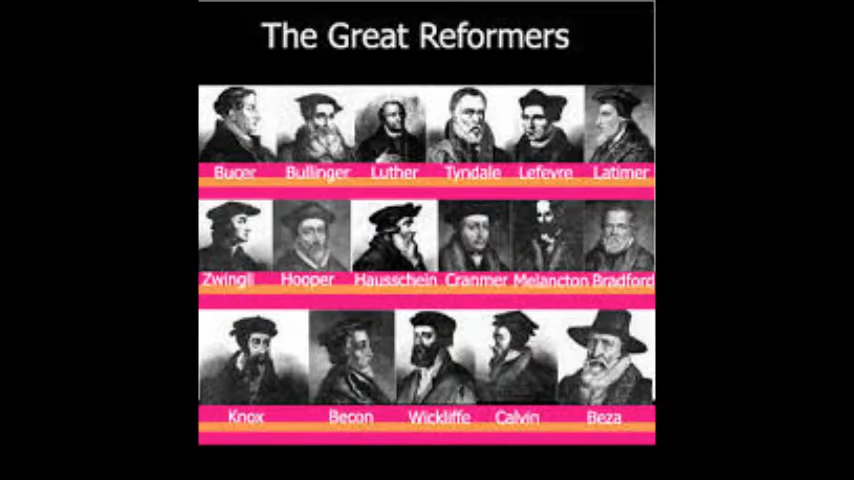 The Great Reformers
Bucer Bullinger Luther Tyndale Lefevre Latimer
Zwingli Hooper Hausschein Cranmer Melancton Bradford
Knox Becon Wickliffe Calvin Beza